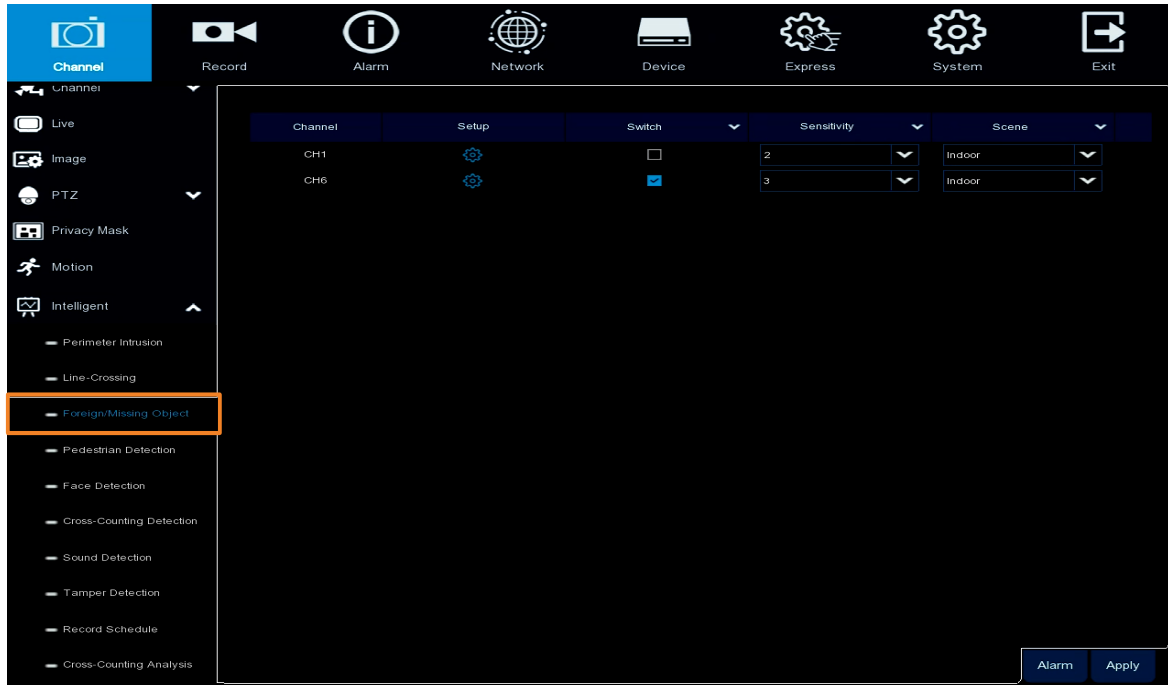 Channel Record Alarm Network Device Express System Exit
Channel
Live
Image
PTZ
Privacy Mask
Motion
Intelligent
Perimeter Intrusion
Line-Crossing
Foreign/Missing Object
Pedestrian Detection
Face Detection
Cross-Counting Detection
Sound Detection
Tamper Detection
Record Schedule
Cross-Counting Analysis
Channel Setup Switch Sensitivity Scene
CH1 2 Indoor
CH6 3 Indoor
Alarm Apply